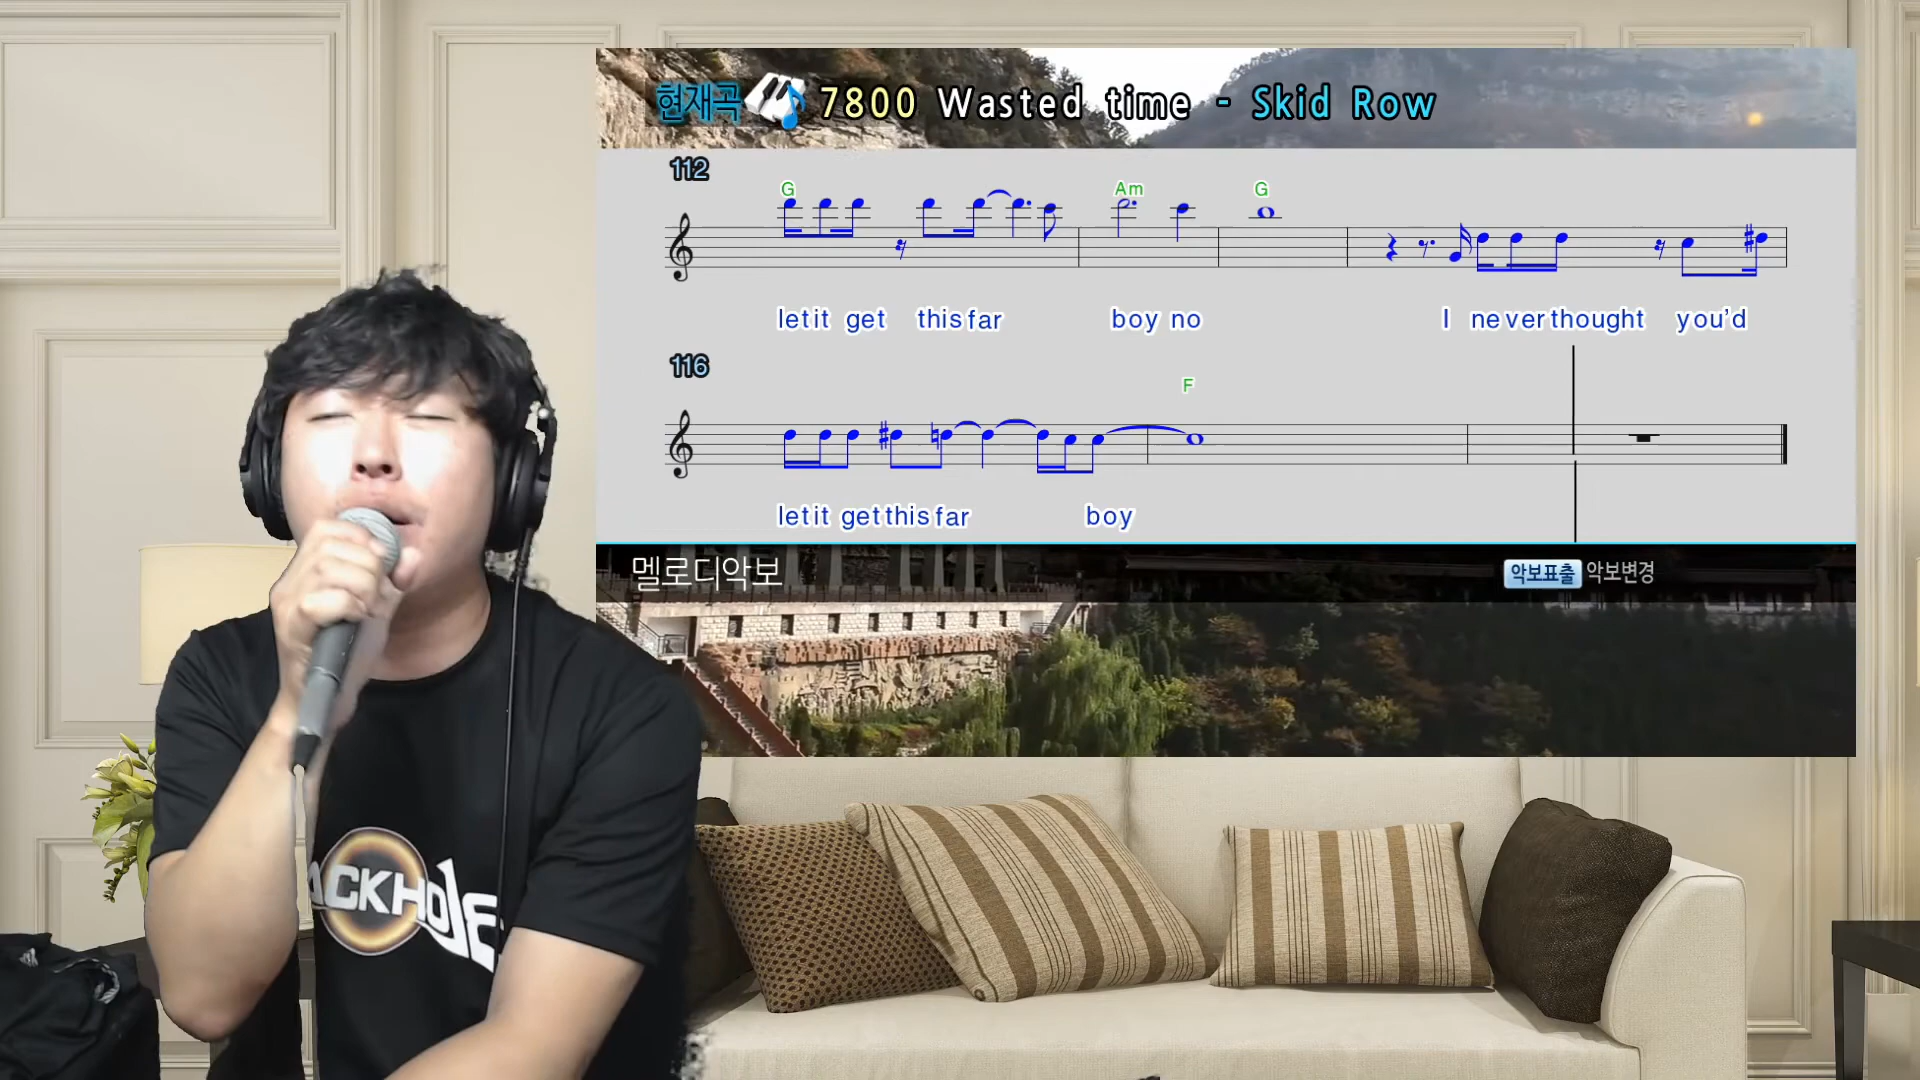 현재곡 7800 Wasted time - Skid Row
112
G Am G
let it get this far boy no I never thought you'd
116
F
let it get this far boy
멜로디악보 악보표출 악보변경
ACKHOLE